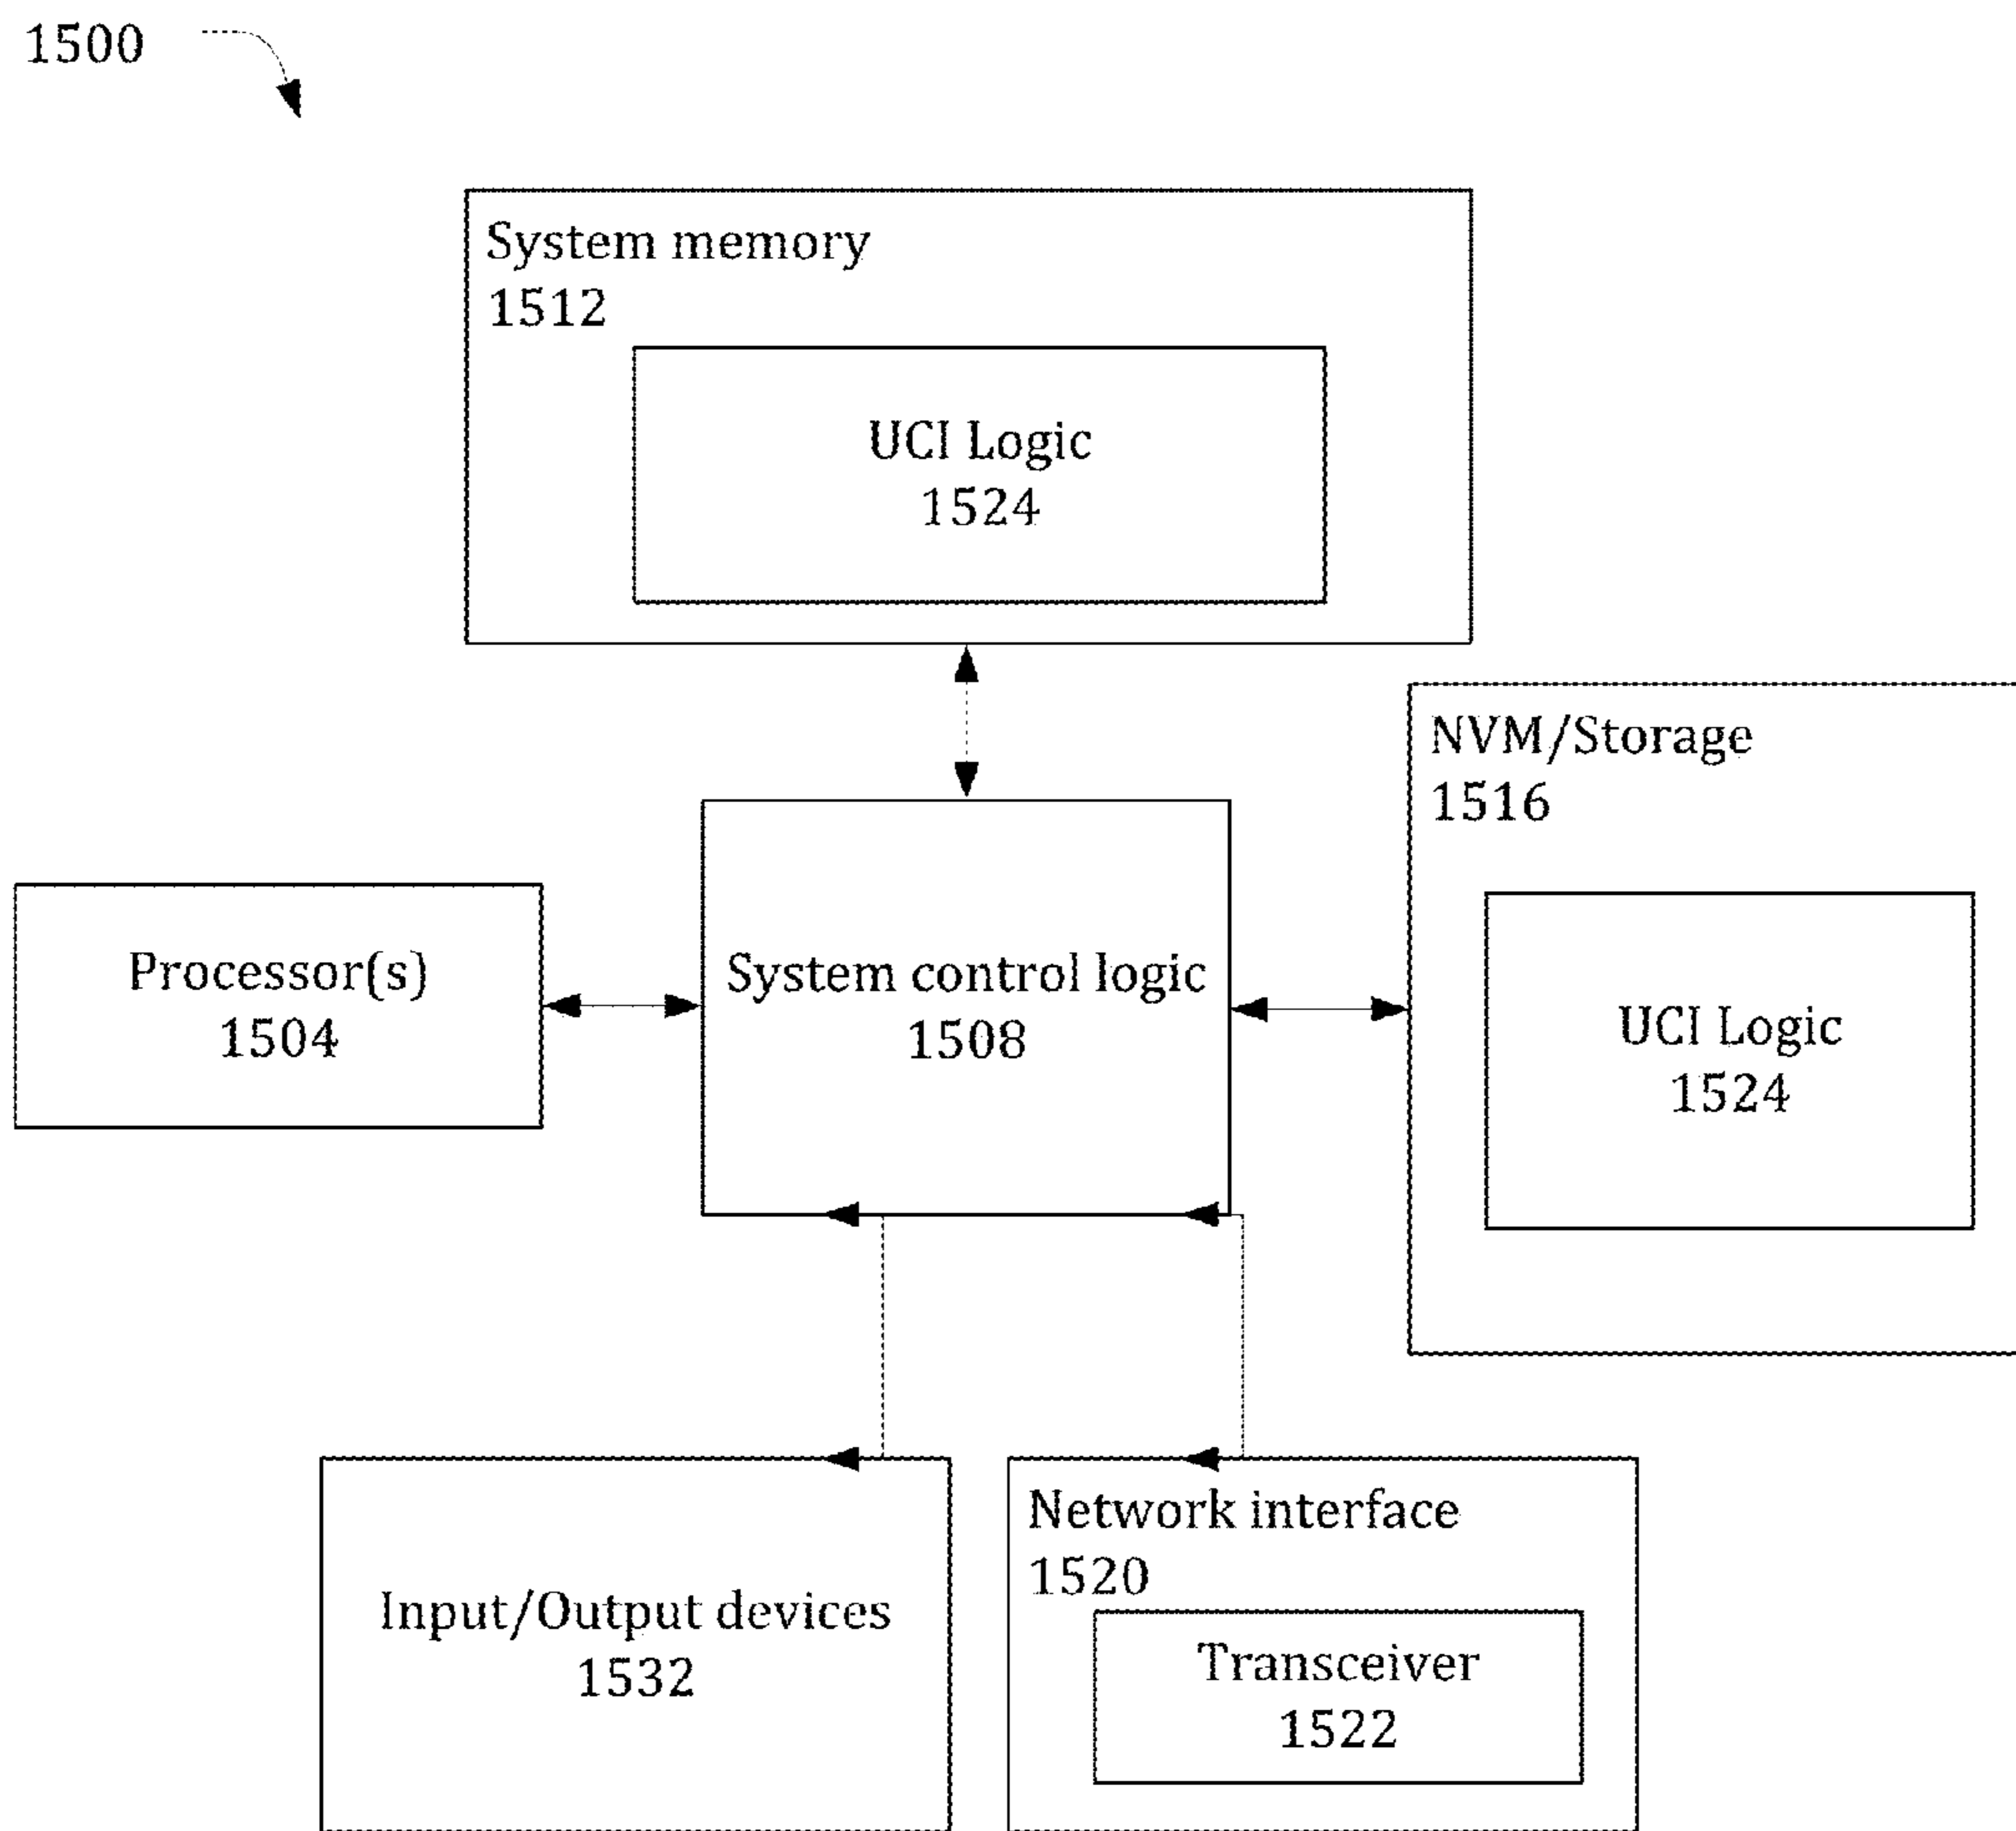 1500
System memory
1512
UCI Logic
1524
NVM/Storage
1516
UCI Logic
1524
Processor(s)
1504
System control logic
1508
Input/Output devices
1532
Network interface
1520
Transceiver
1522